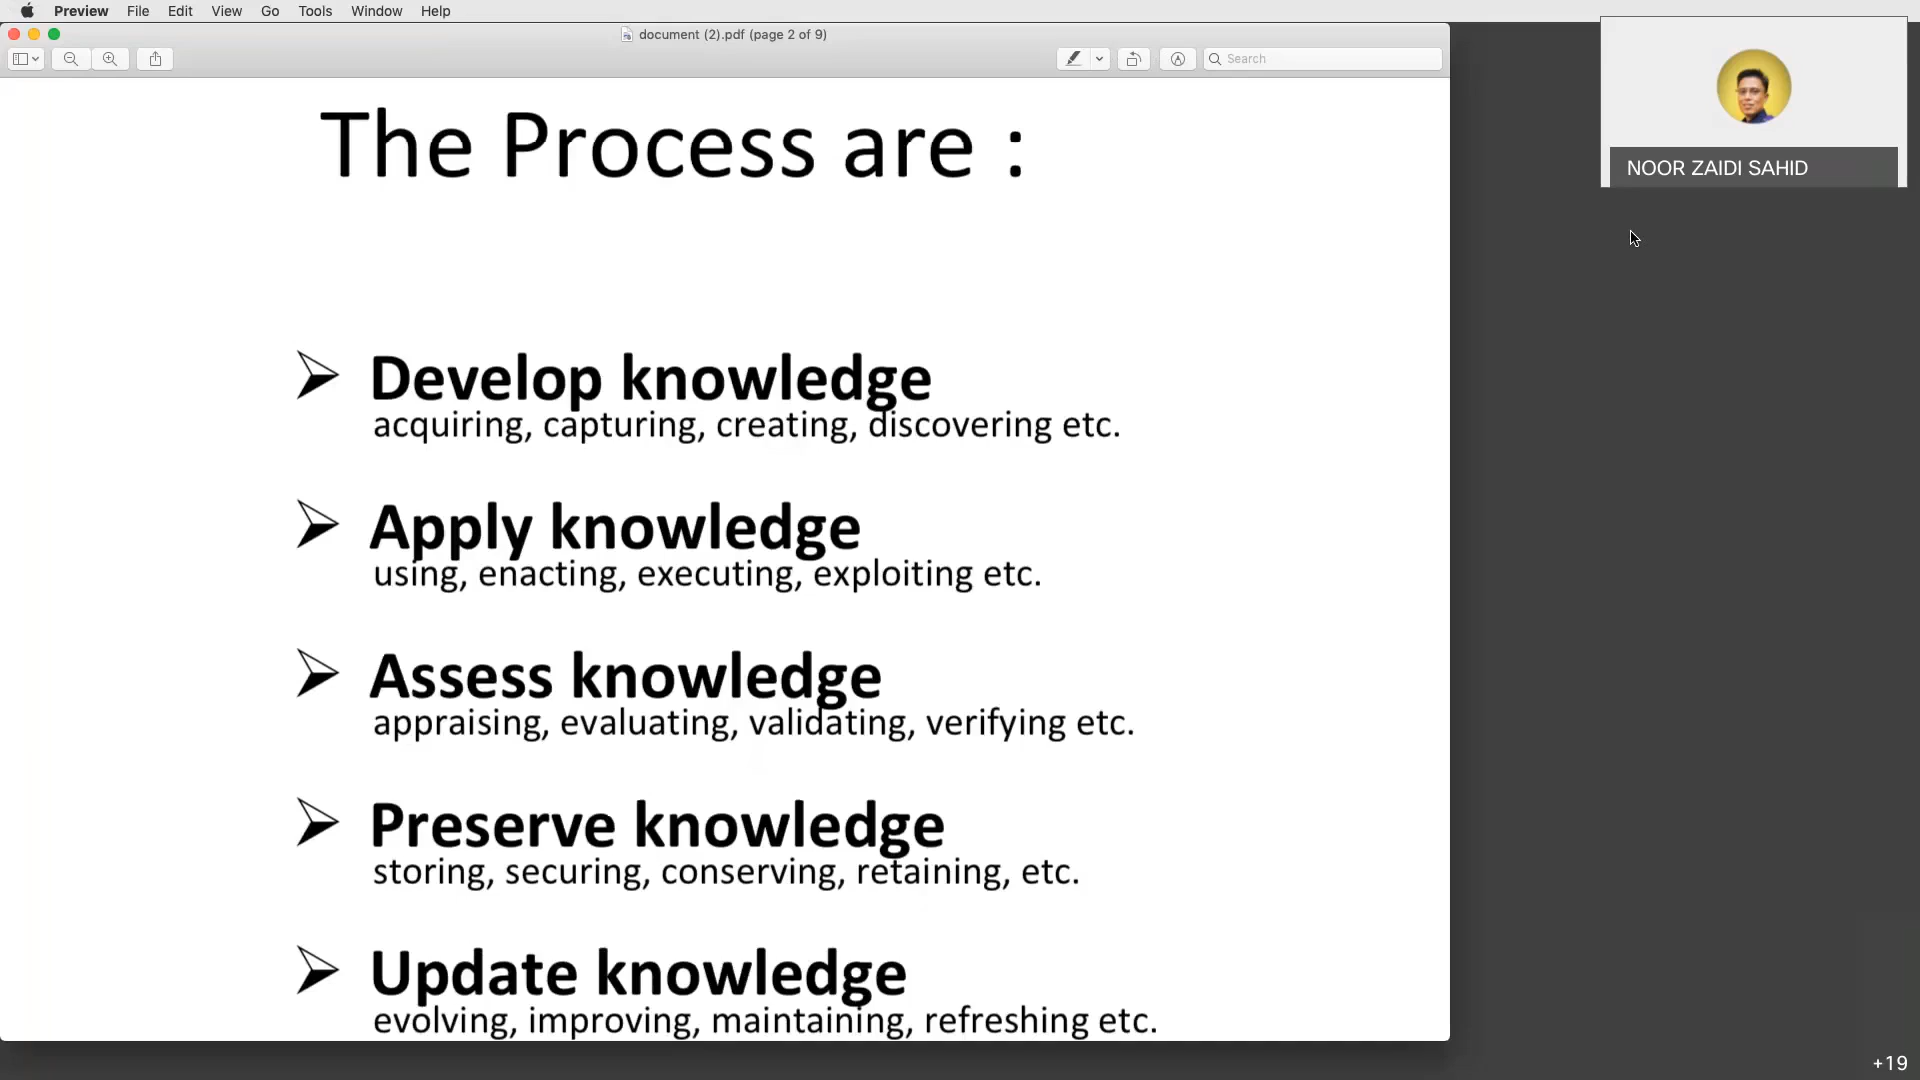 Preview File Edit View Go Tools Window Help
document (2).pdf (page 2 of 9)
Search
NOOR ZAIDI SAHID
The Process are :
Develop knowledge
acquiring, capturing, creating, discovering etc.
Apply knowledge
using, enacting, executing, exploiting etc.
Assess knowledge
appraising, evaluating, validating, verifying etc.
Preserve knowledge
storing, securing, conserving, retaining, etc.
Update knowledge
evolving, improving, maintaining, refreshing etc.
+19